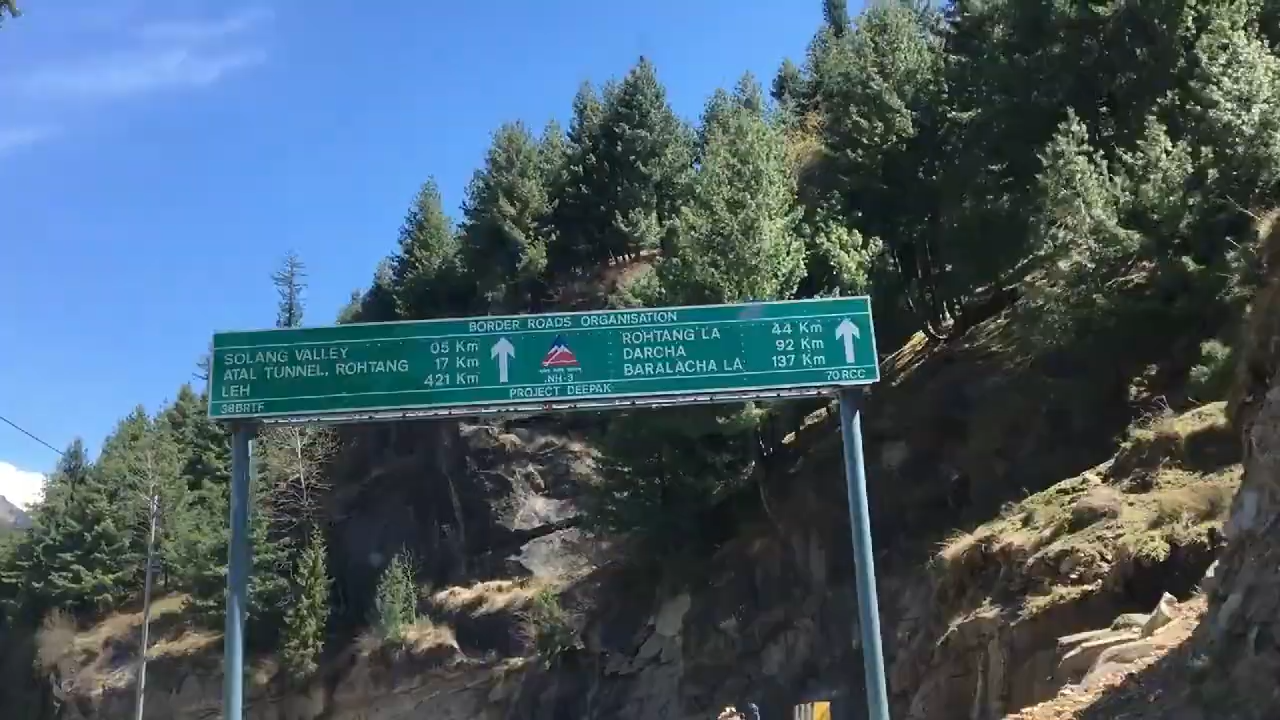 BORDER ROADS ORGANISATION
SOLANG VALLEY 05 Km
ATAL TUNNEL, ROHTANG 17 Km
LEH 421 Km
38BRTF
NH-3
PROJECT DEEPAK
ROHTANG LA 44 Km
DARCHA 92 Km
BARALACHA LA 137 Km
70 RCC